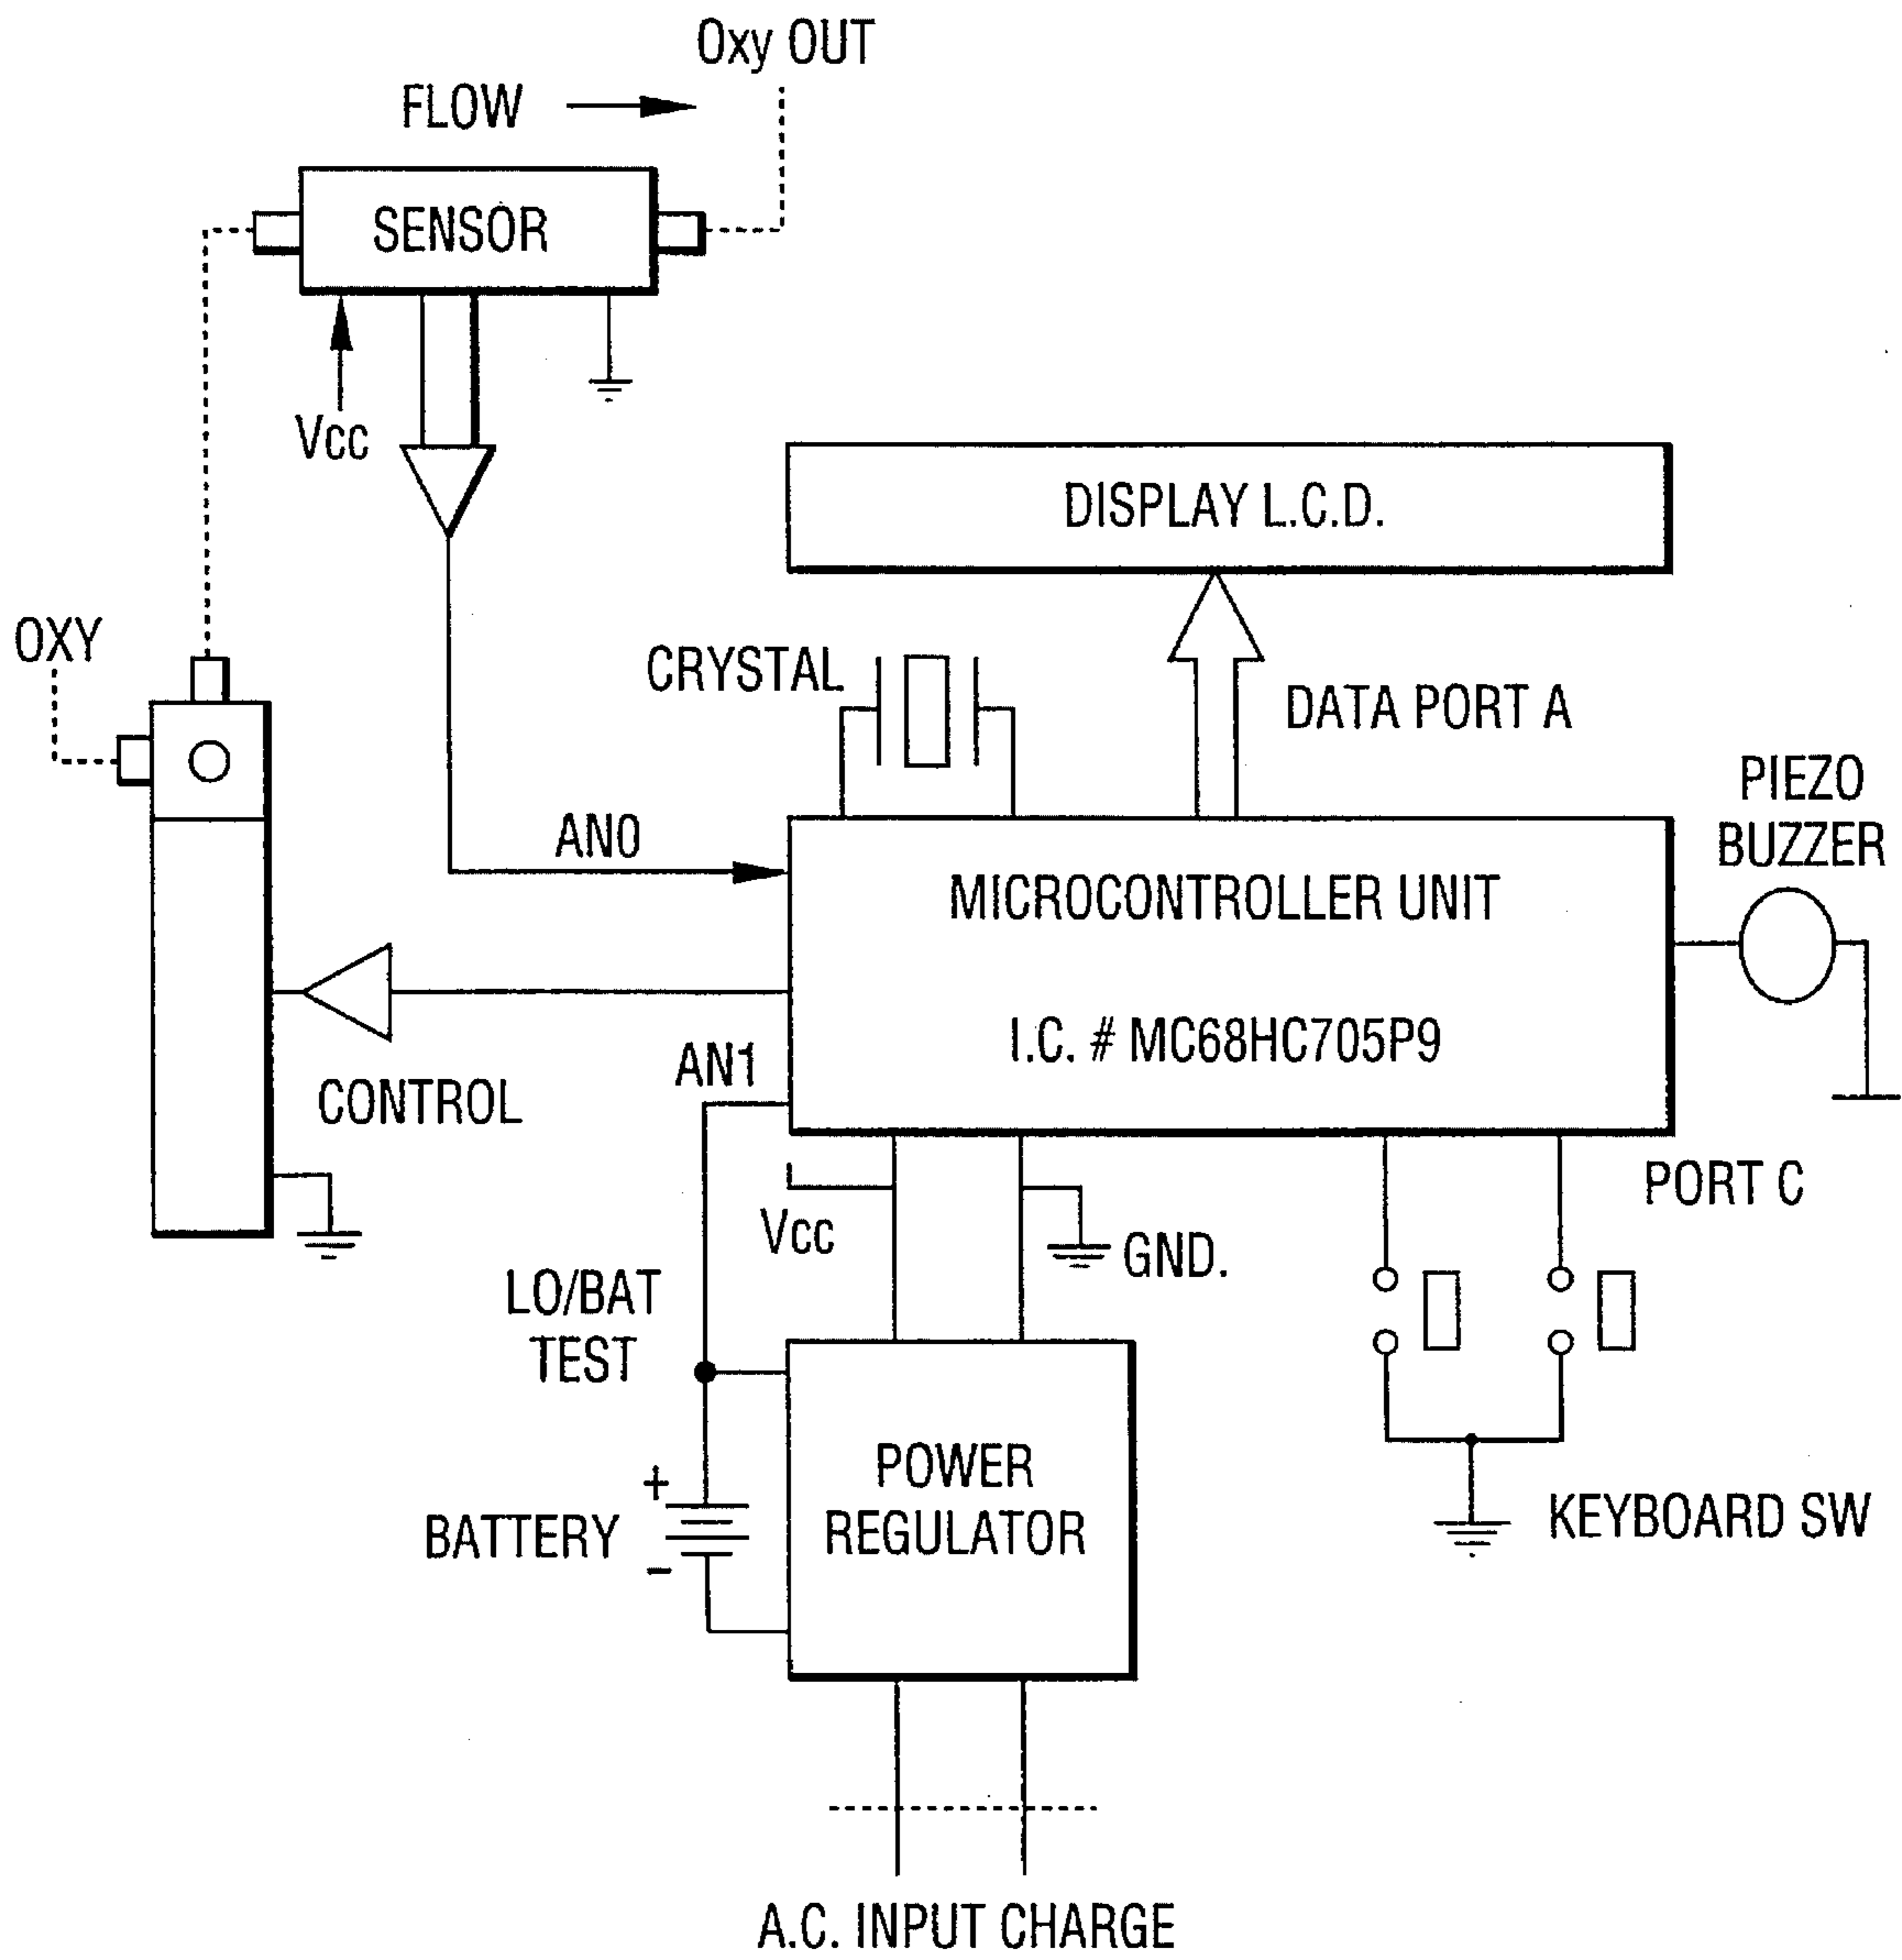 Oxy OUT
FLOW
SENSOR
Vcc
DISPLAY L.C.D.
OXY
CRYSTAL
DATA PORT A
PIEZO
BUZZER
AN0
MICROCONTROLLER UNIT
I.C. # MC68HC705P9
AN1
CONTROL
PORT C
Vcc
GND.
LO/BAT
TEST
POWER
REGULATOR
+
BATTERY
-
KEYBOARD SW
A.C. INPUT CHARGE